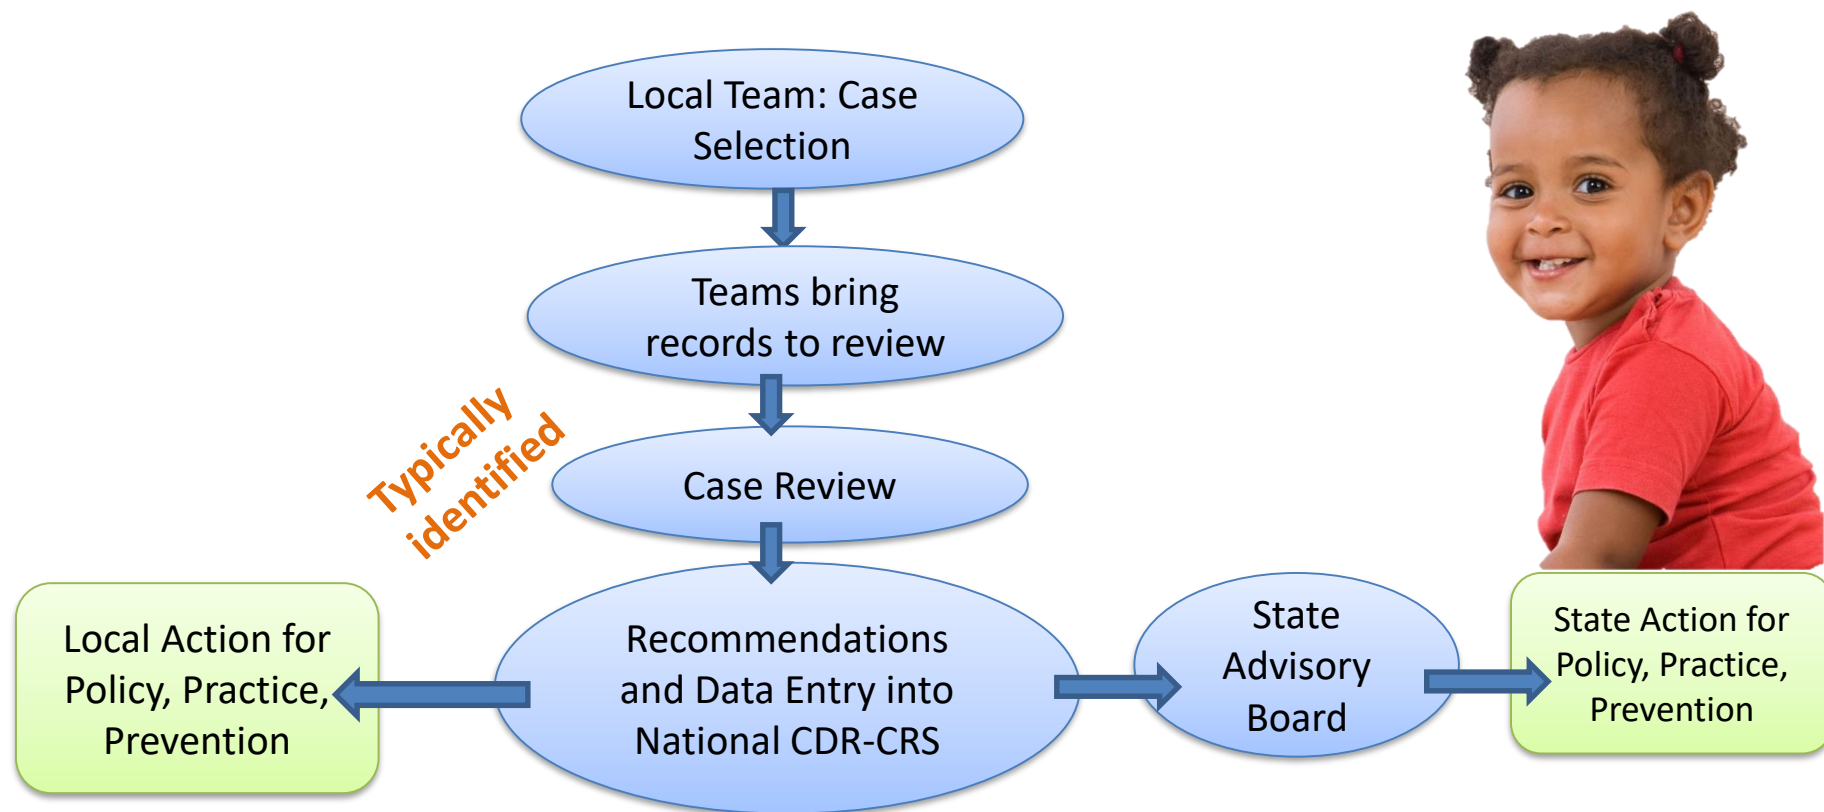 Local Team: Case
Selection
Teams bring
records to review
Typically
identified
Case Review
Local Action for
Policy, Practice,
Prevention
Recommendations
and Data Entry into
National CDR-CRS
State
Advisory
Board
State Action for
Policy, Practice,
Prevention